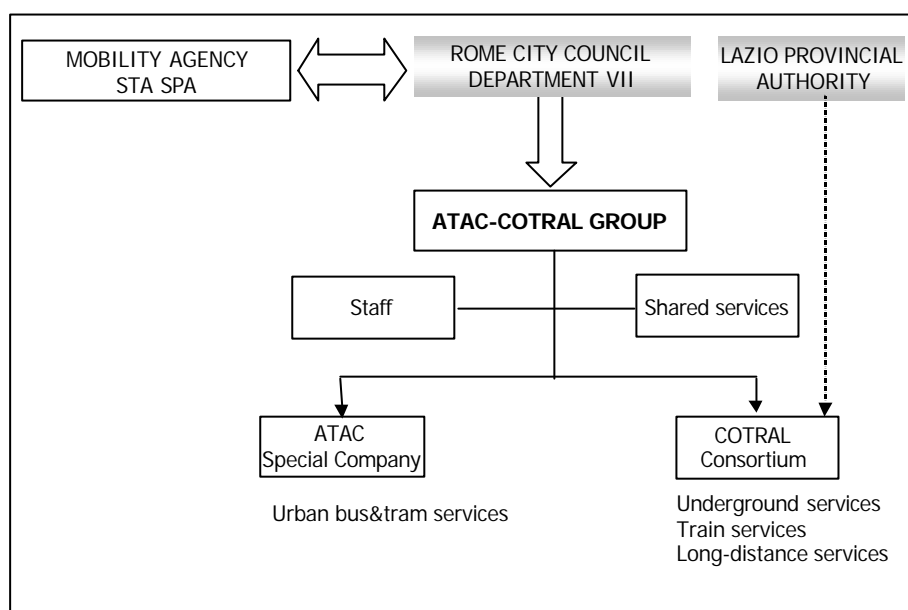 MOBILITY AGENCY
STA SPA
ROME CITY COUNCIL
DEPARTMENT VII
LAZIO PROVINCIAL
AUTHORITY
ATAC-COTRAL GROUP
Staff
Shared services
ATAC
Special Company
COTRAL
Consortium
Urban bus&tram services
Underground services
Train services
Long-distance services